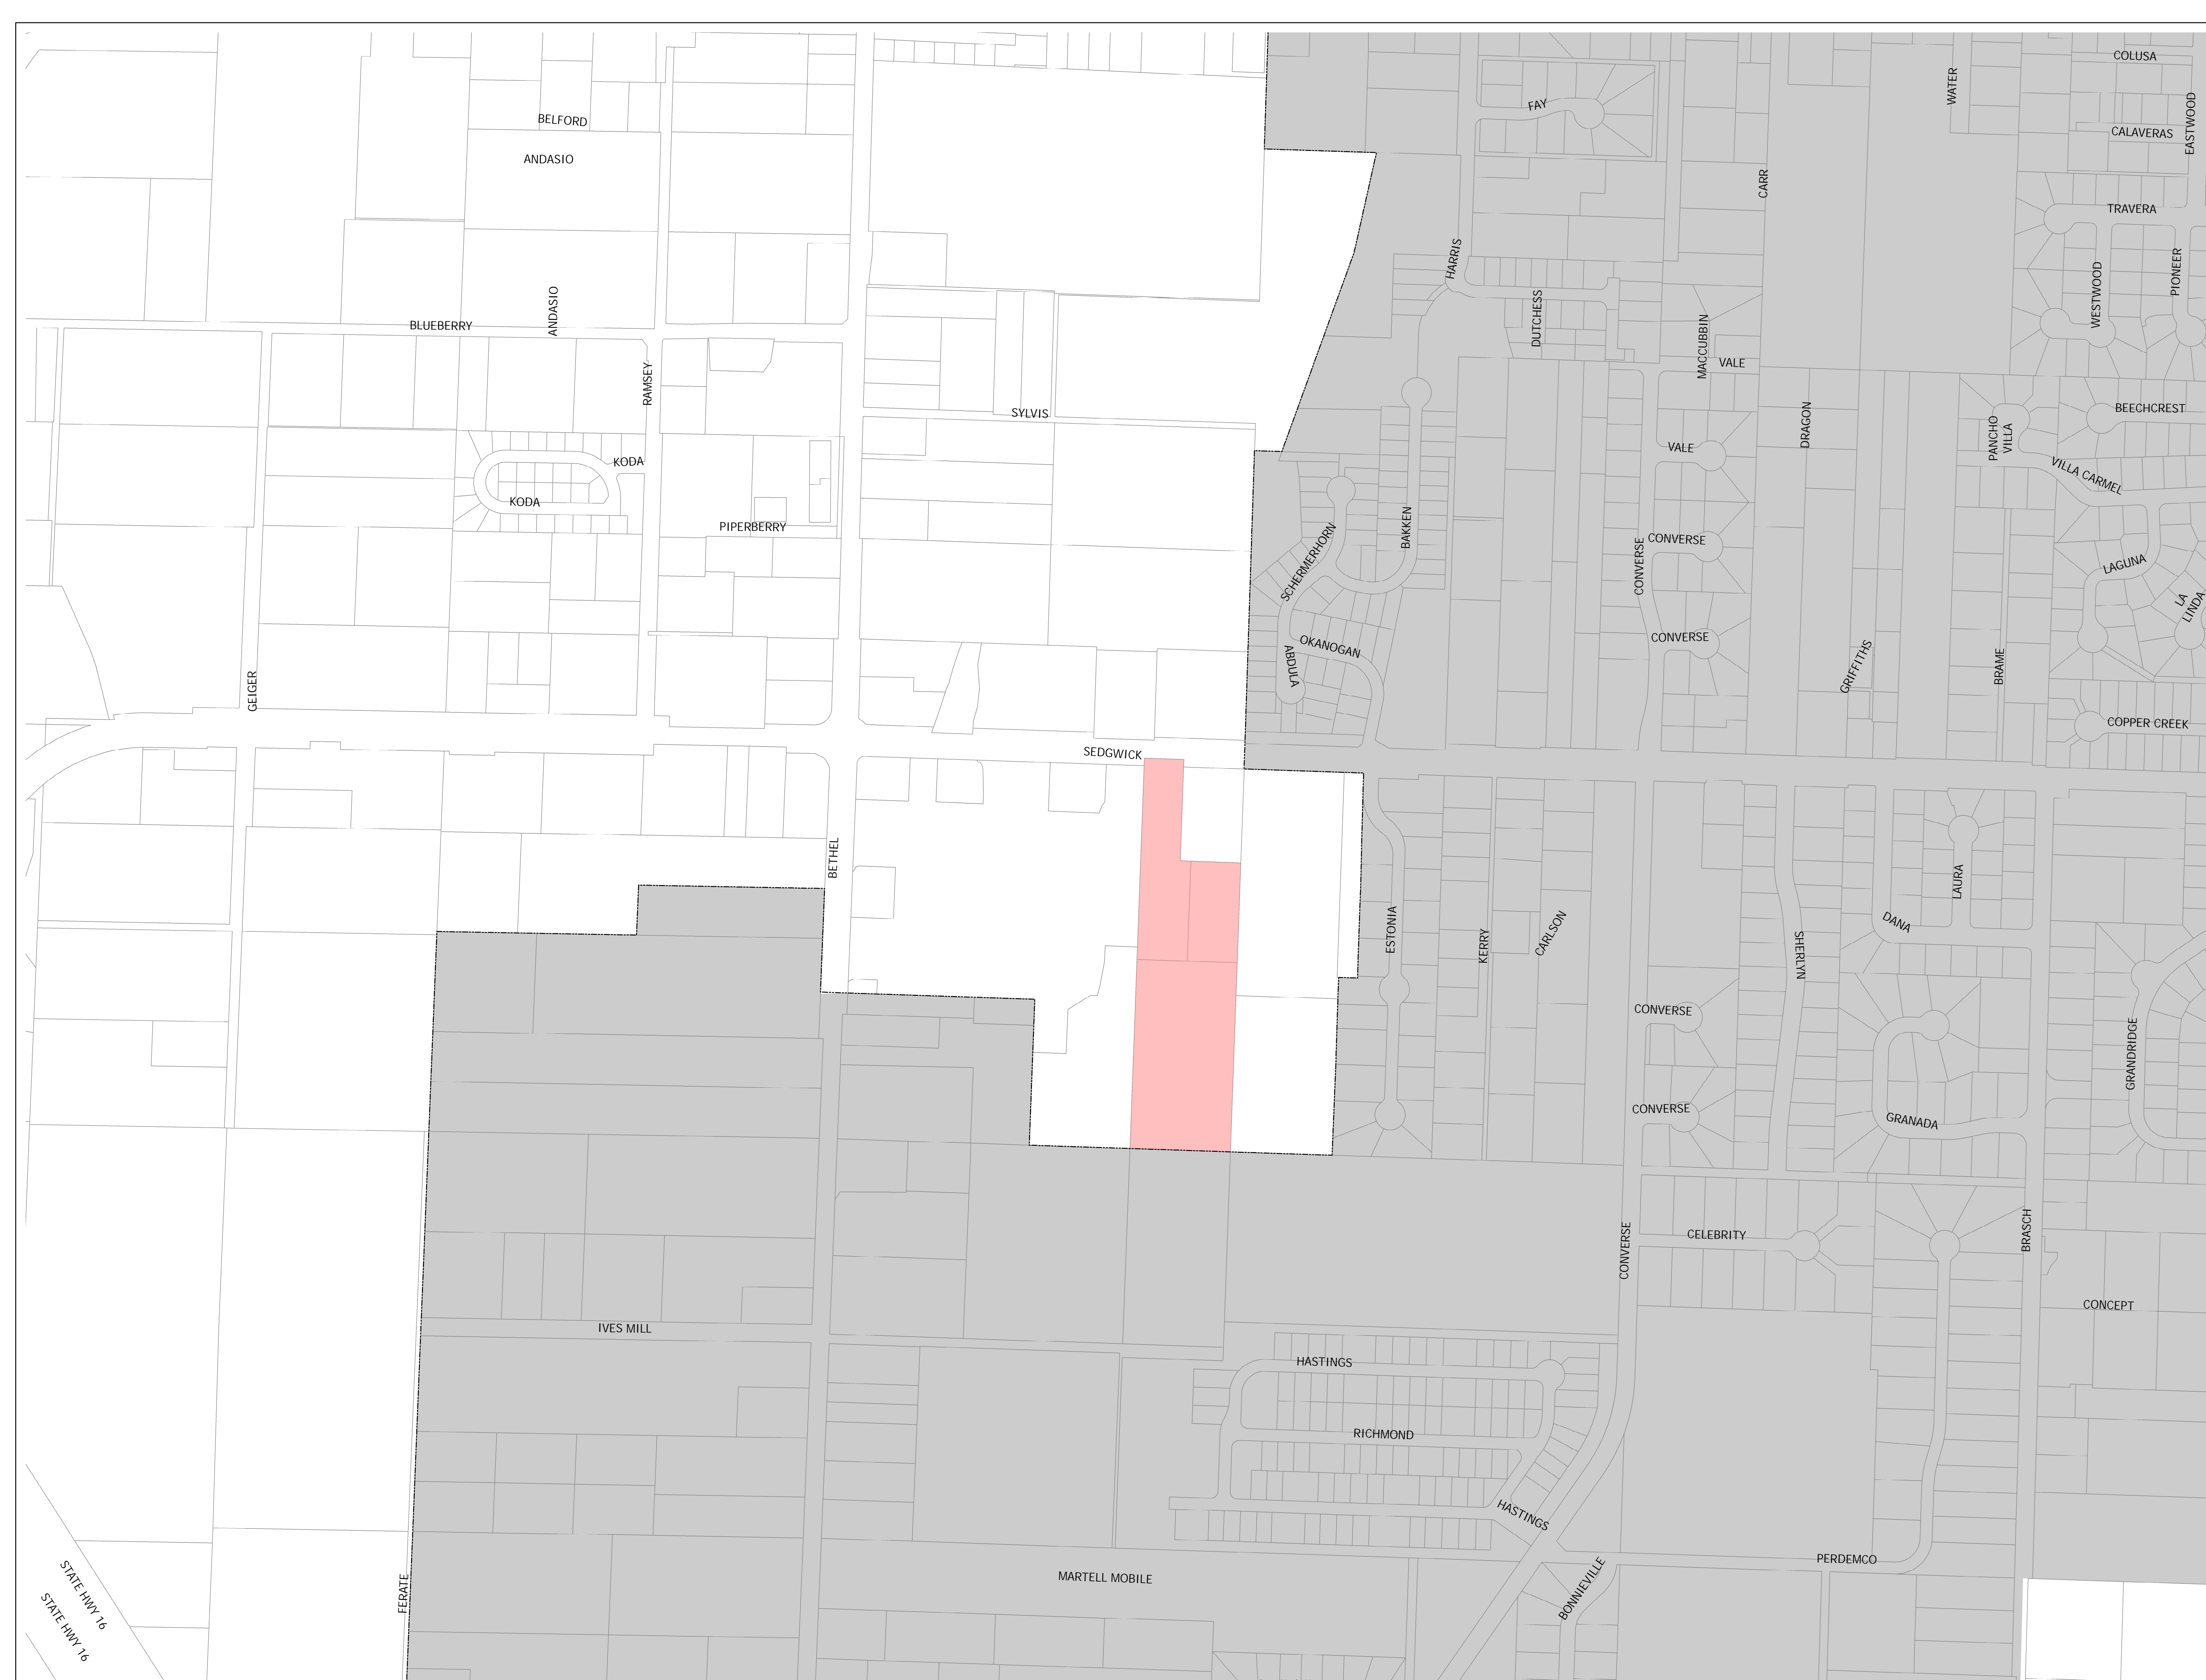 COLUSA
WATER
EASTWOOD
FAY
BELFORD
CALAVERAS
ANDASIO
CARR
TRAVERA
HARRIS
PIONEER
WESTWOOD
ANDASIO
DUTCHESS
BLUEBERRY
MACCUBBIN
VALE
RAMSEY
BEECHCREST
SYLVIS
DRAGON
PANCHO
VILLA
VALE
KODA
VILLA CARMEL
KODA
PIPERBERRY
BAKKEN
CONVERSE
SCHERMERHORN
CONVERSE
LAGUNA
LA
LINDA
CONVERSE
OKANOGAN
ABDULA
GRIFFITHS
BRAME
GEIGER
COPPER CREEK
SEDGWICK
BETHEL
LAURA
DANA
ESTONIA
KERRY
CARLSON
SHERLYN
CONVERSE
GRANDRIDGE
CONVERSE
GRANADA
BRASCH
CELEBRITY
CONVERSE
CONCEPT
IVES MILL
HASTINGS
RICHMOND
HASTINGS
PERDEMCO
MARTELL MOBILE
BONNIEVILLE
FERATE
STATE HWY 16
STATE HWY 16